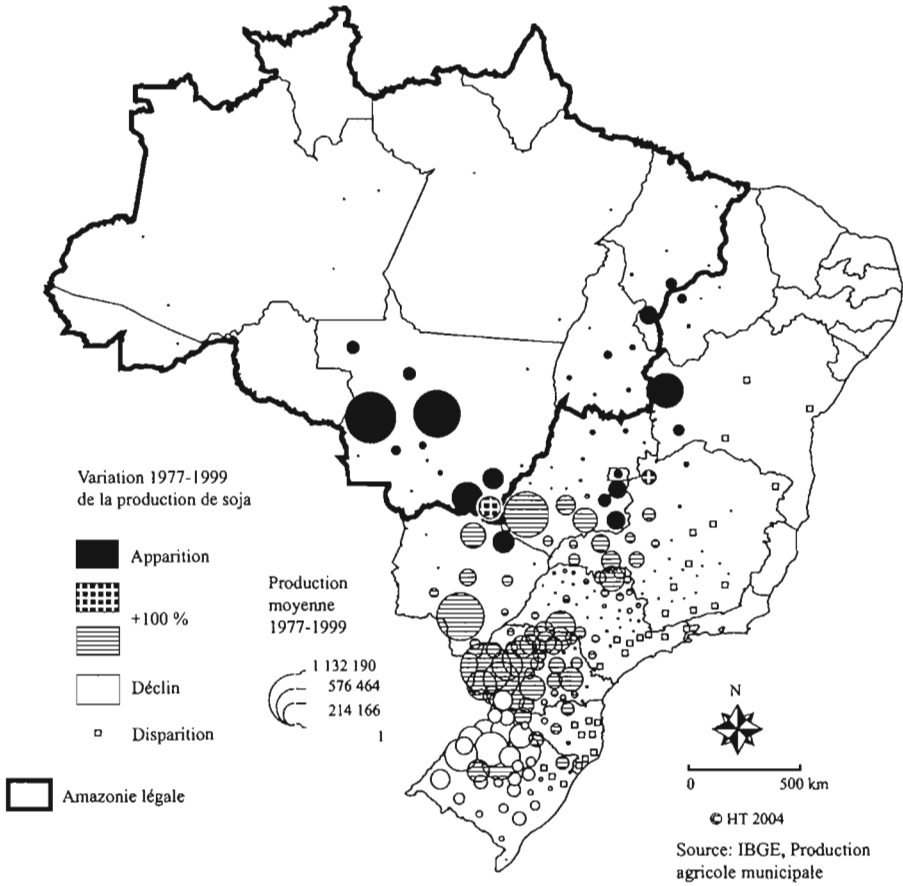 Variation 1977-1999
de la production de soja
Apparition
+100 %
Déclin
Disparition
Amazonie légale
Production
moyenne
1977-1999
1 132 190
576 464
214 166
1
N
0 500 km
© HT 2004
Source: IBGE, Production
agricole municipale